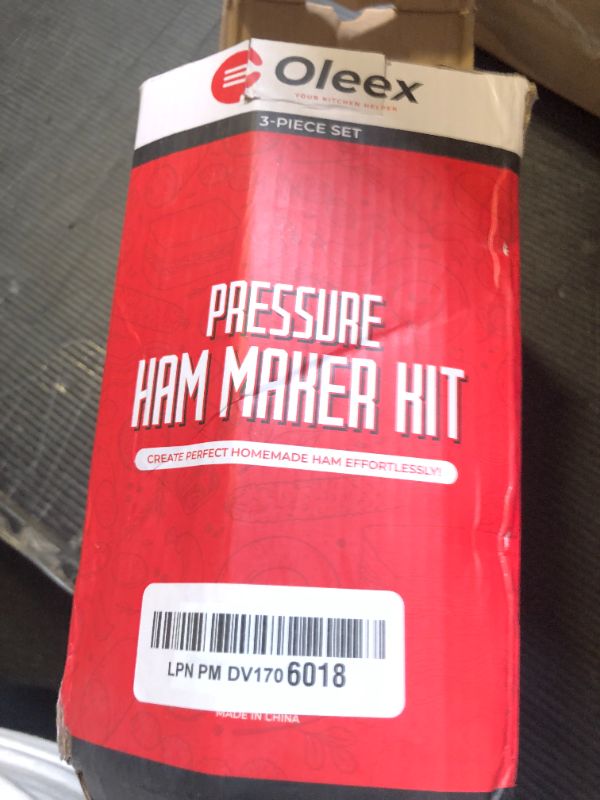 Oleex
YOUR KITCHEN HELPER
3-PIECE SET
PRESSURE
HAM MAKER KIT
CREATE PERFECT HOMEMADE HAM EFFORTLESSLY!
LPN PM DV170 6018
MADE IN CHINA